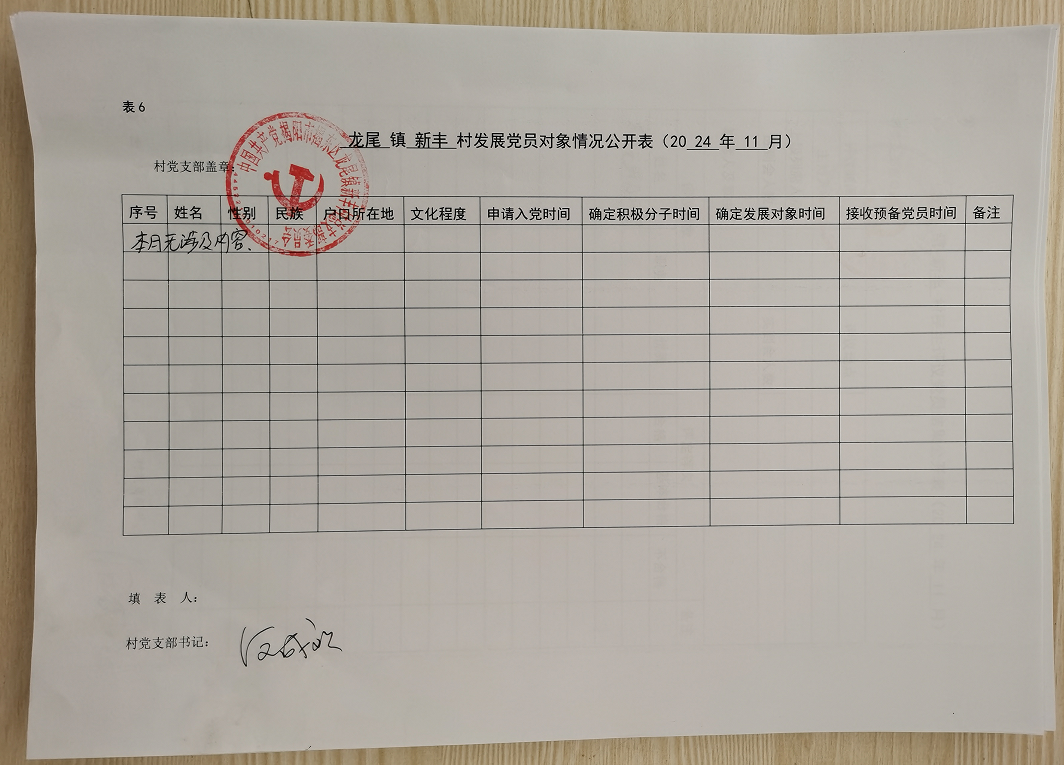 表6
龙尾 镇 新丰 村发展党员对象情况公开表（20 24 年 11 月）
村党支部盖章：
序号 姓名 性别 民族 户口所在地 文化程度 申请入党时间 确定积极分子时间 确定发展对象时间 接收预备党员时间 备注
本月无涉及内容.
填 表 人：
村党支部书记：